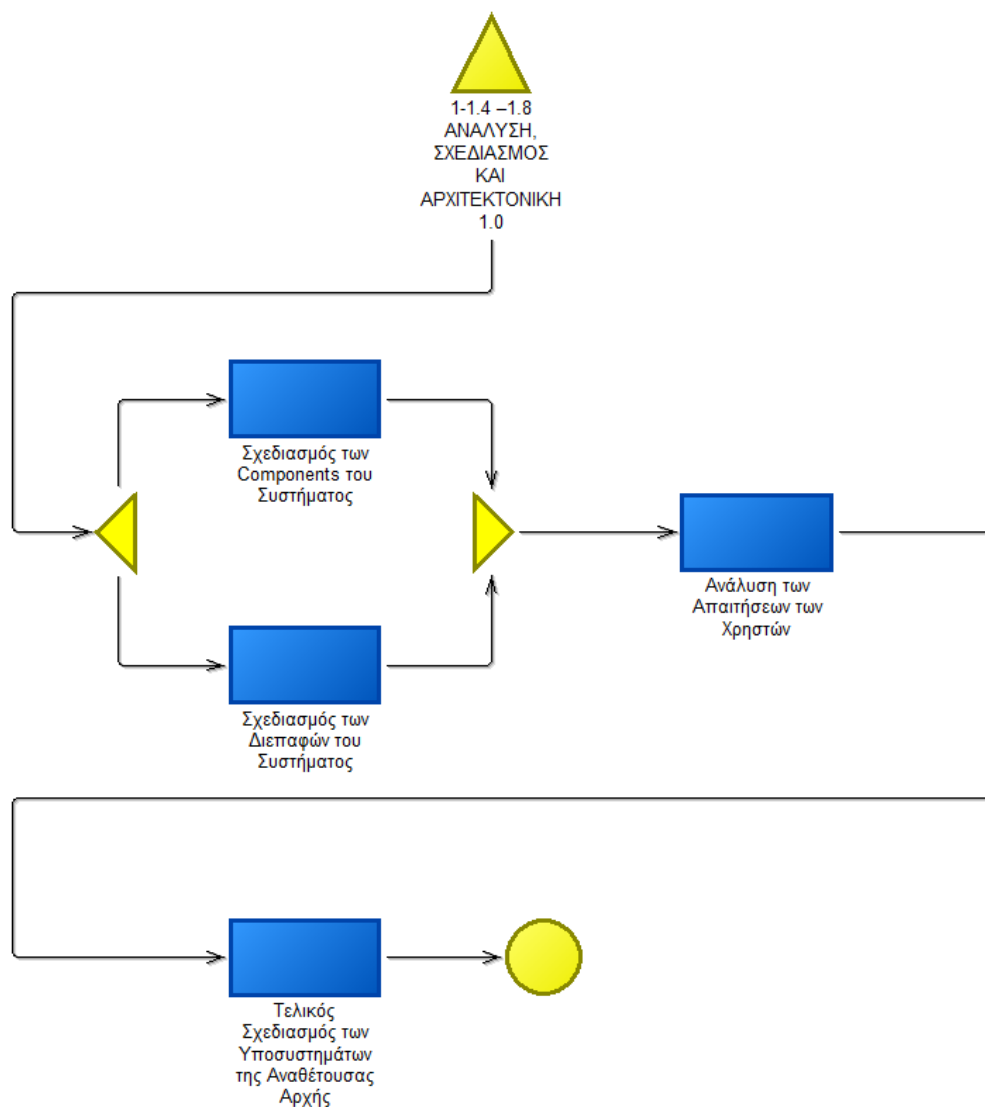 1-1.4 –1.8
ΑΝΑΛΥΣΗ,
ΣΧΕΔΙΑΣΜΟΣ
ΚΑΙ
ΑΡΧΙΤΕΚΤΟΝΙΚΗ
1.0
Σχεδιασμός των
Components του
Συστήματος
Ανάλυση των
Απαιτήσεων των
Χρηστών
Σχεδιασμός των
Διεπαφών του
Συστήματος
Τελικός
Σχεδιασμός των
Υποσυστημάτων
της Αναθέτουσας
Αρχής